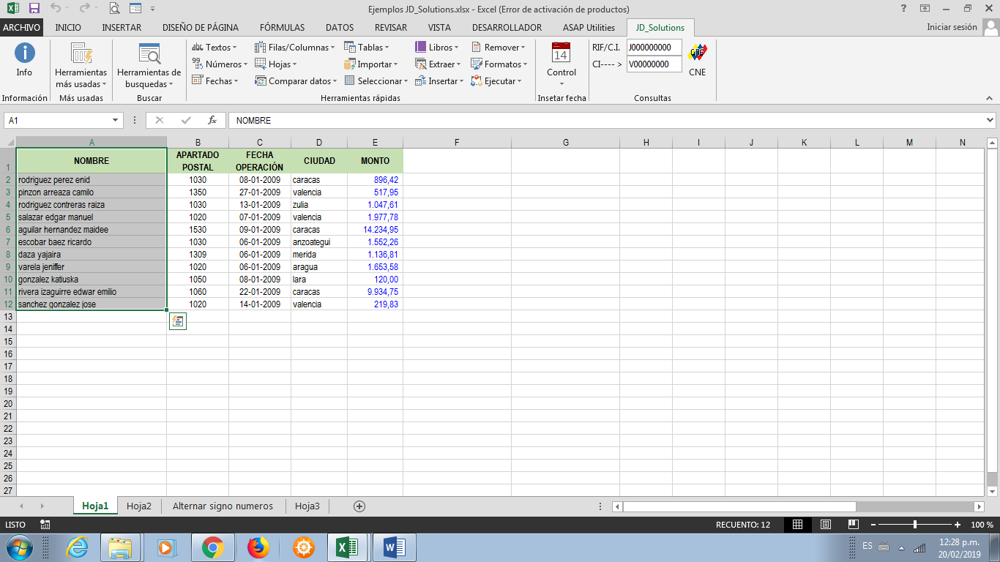 Ejemplos JD_Solutions.xlsx - Excel (Error de activación de productos)
ARCHIVO INICIO INSERTAR DISEÑO DE PÁGINA FÓRMULAS DATOS REVISAR VISTA DESARROLLADOR ASAP Utilities JD_Solutions Iniciar sesión
Textos Filas/Columnas Tablas Libros Remover RIF/C.I. J000000000
Números Hojas Importar Extraer Formatos CI----> V00000000
Info Herramientas más usadas Herramientas de busquedas Fechas Comparar datos Seleccionar Insertar Ejecutar 14 Control CNE
Información Más usadas Buscar Herramientas rápidas Insetar fecha Consultas
A1 fx NOMBRE
A B C D E F G H I J K L M N
1 NOMBRE APARTADO POSTAL FECHA OPERACIÓN CIUDAD MONTO
2 rodriguez perez enid 1030 08-01-2009 caracas 896,42
3 pinzon arreaza camilo 1350 27-01-2009 valencia 517,95
4 rodriguez contreras raiza 1030 13-01-2009 zulia 1.047,61
5 salazar edgar manuel 1020 07-01-2009 valencia 1.977,78
6 aguilar hernandez maidee 1530 09-01-2009 caracas 14.234,95
7 escobar baez ricardo 1030 06-01-2009 anzoategui 1.552,26
8 daza yajaira 1309 06-01-2009 merida 1.136,81
9 varela jeniffer 1020 06-01-2009 aragua 1.653,58
10 gonzalez katiuska 1050 08-01-2009 lara 120,00
11 rivera izaguirre edwar emilio 1060 22-01-2009 caracas 9.934,75
12 sanchez gonzalez jose 1020 14-01-2009 valencia 219,83
13
14
15
16
17
18
19
20
21
22
23
24
25
26
27
Hoja1 Hoja2 Alternar signo numeros Hoja3
LISTO RECUENTO: 12 100 %
ES 12:28 p.m.
20/02/2019